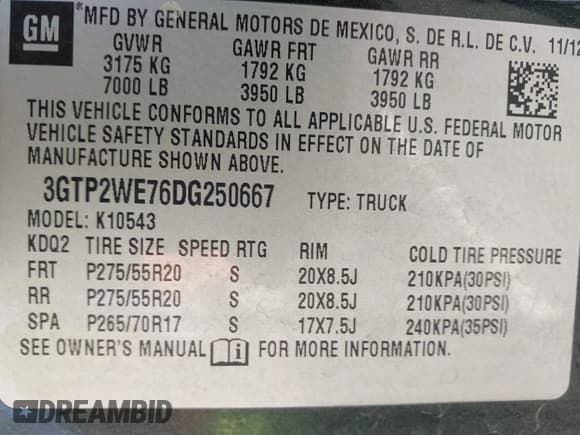 GM MFD BY GENERAL MOTORS DE MEXICO, S. DE R.L. DE C.V. 11/12
GVWR GAWR FRT GAWR RR
3175 KG 1792 KG 1792 KG
7000 LB 3950 LB 3950 LB
THIS VEHICLE CONFORMS TO ALL APPLICABLE U.S. FEDERAL MOTOR
VEHICLE SAFETY STANDARDS IN EFFECT ON THE DATE OF
MANUFACTURE SHOWN ABOVE.
3GTP2WE76DG250667 TYPE: TRUCK
MODEL: K10543
KDQ2 TIRE SIZE SPEED RTG RIM COLD TIRE PRESSURE
FRT P275/55R20 S 20X8.5J 210KPA(30PSI)
RR P275/55R20 S 20X8.5J 210KPA(30PSI)
SPA P265/70R17 S 17X7.5J 240KPA(35PSI)
SEE OWNER'S MANUAL i FOR MORE INFORMATION.
DREAMBID